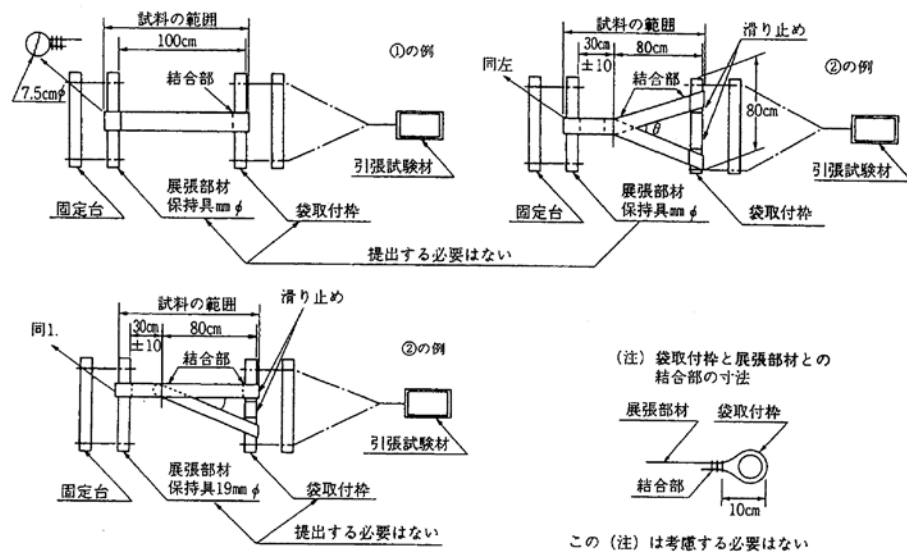 試料の範囲
100cm
①の例
結合部
7.5cmφ
引張試験材
固定台
展張部材
保持具mmφ
袋取付枠
試料の範囲
滑り止め
30cm
±10
80cm
②の例
同左
結合部
θ
80cm
引張試験材
固定台
展張部材
保持具mmφ
袋取付枠
提出する必要はない
試料の範囲
滑り止め
30cm
±10
80cm
②の例
同1.
結合部
引張試験材
固定台
展張部材
保持具19mmφ
袋取付枠
提出する必要はない
(注) 袋取付枠と展張部材との
結合部の寸法
展張部材
袋取付枠
結合部
10cm
この (注) は考慮する必要はない